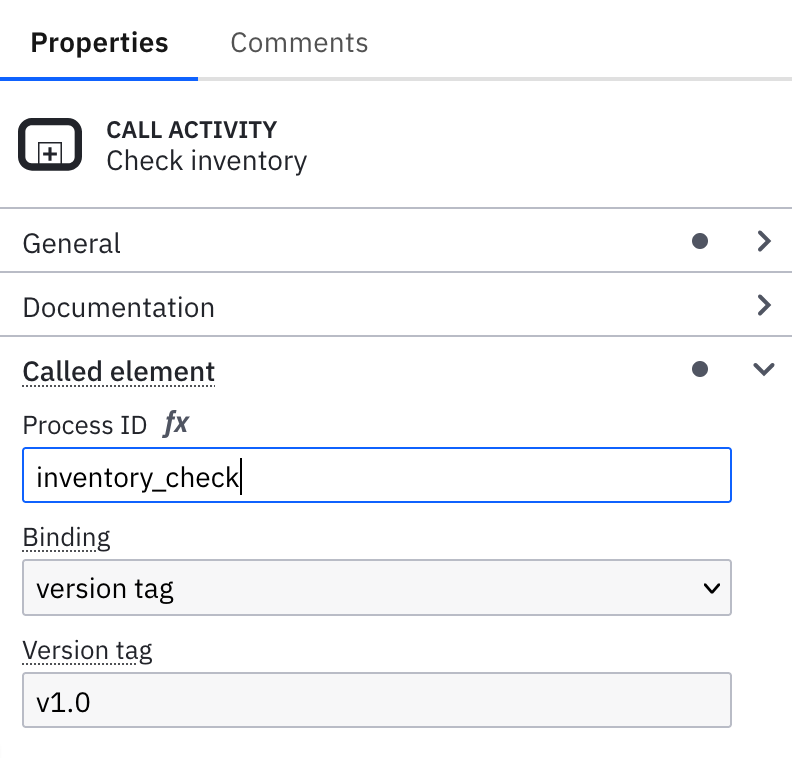 Properties Comments
CALL ACTIVITY
Check inventory
General
Documentation
Called element
Process ID fx
inventory_check
Binding
version tag
Version tag
v1.0